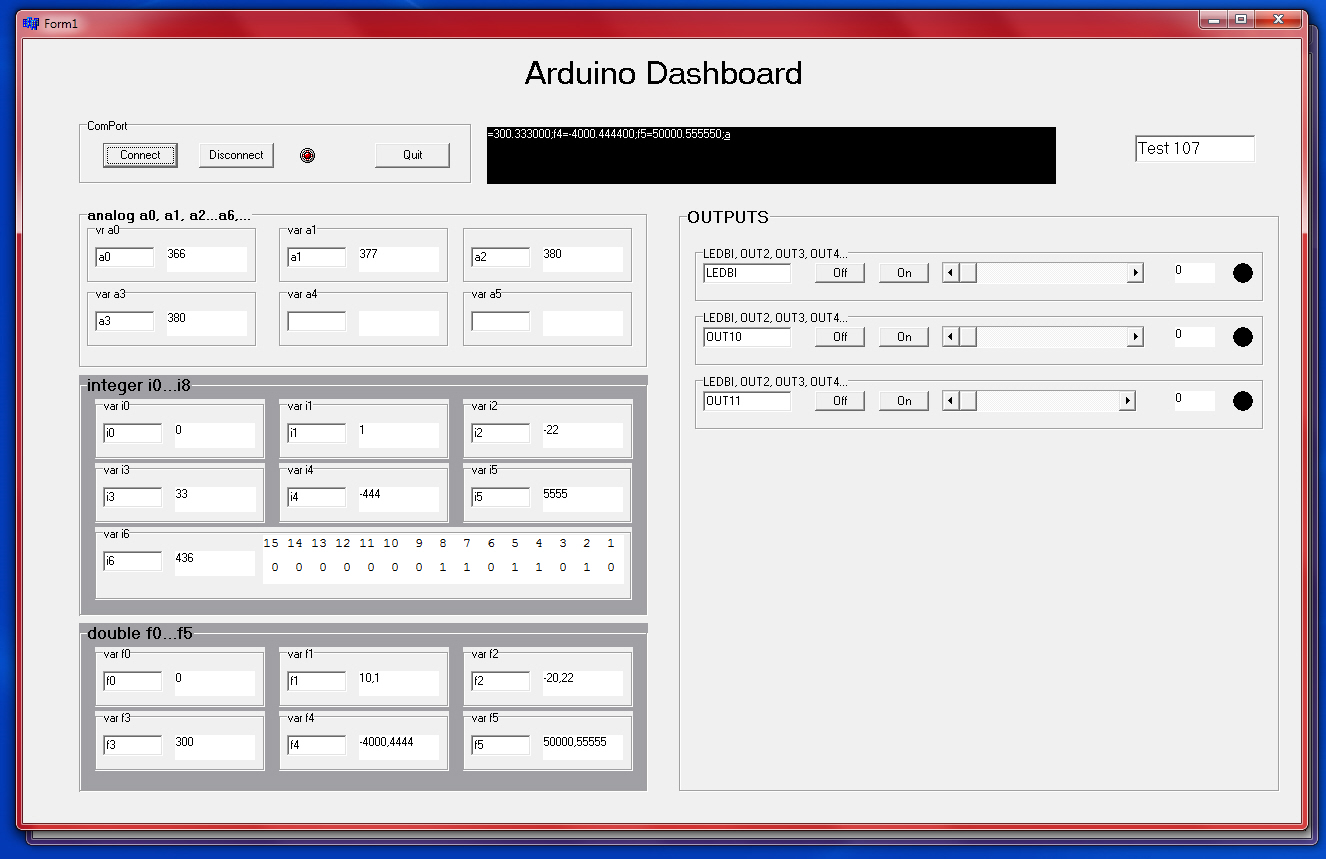 Form1
Arduino Dashboard
ComPort
Connect Disconnect Quit
=300.333000;f4=-4000.444400;f5=50000.555550;a
Test 107
analog a0, a1, a2...a6,...
vr a0 var a1
a0 366 a1 377 a2 380
var a3 var a4 var a5
a3 380
integer i0...i8
var i0 var i1 var i2
i0 0 i1 1 i2 -22
var i3 var i4 var i5
i3 33 i4 -444 i5 5555
var i6
15 14 13 12 11 10 9 8 7 6 5 4 3 2 1
i6 436
0 0 0 0 0 0 0 1 1 0 1 1 0 1 0
double f0...f5
var f0 var f1 var f2
f0 0 f1 10,1 f2 -20,22
var f3 var f4 var f5
f3 300 f4 -4000,4444 f5 50000,55555
OUTPUTS
LEDBI, OUT2, OUT3, OUT4...
LEDBI Off On 0
LEDBI, OUT2, OUT3, OUT4...
OUT10 Off On 0
LEDBI, OUT2, OUT3, OUT4...
OUT11 Off On 0